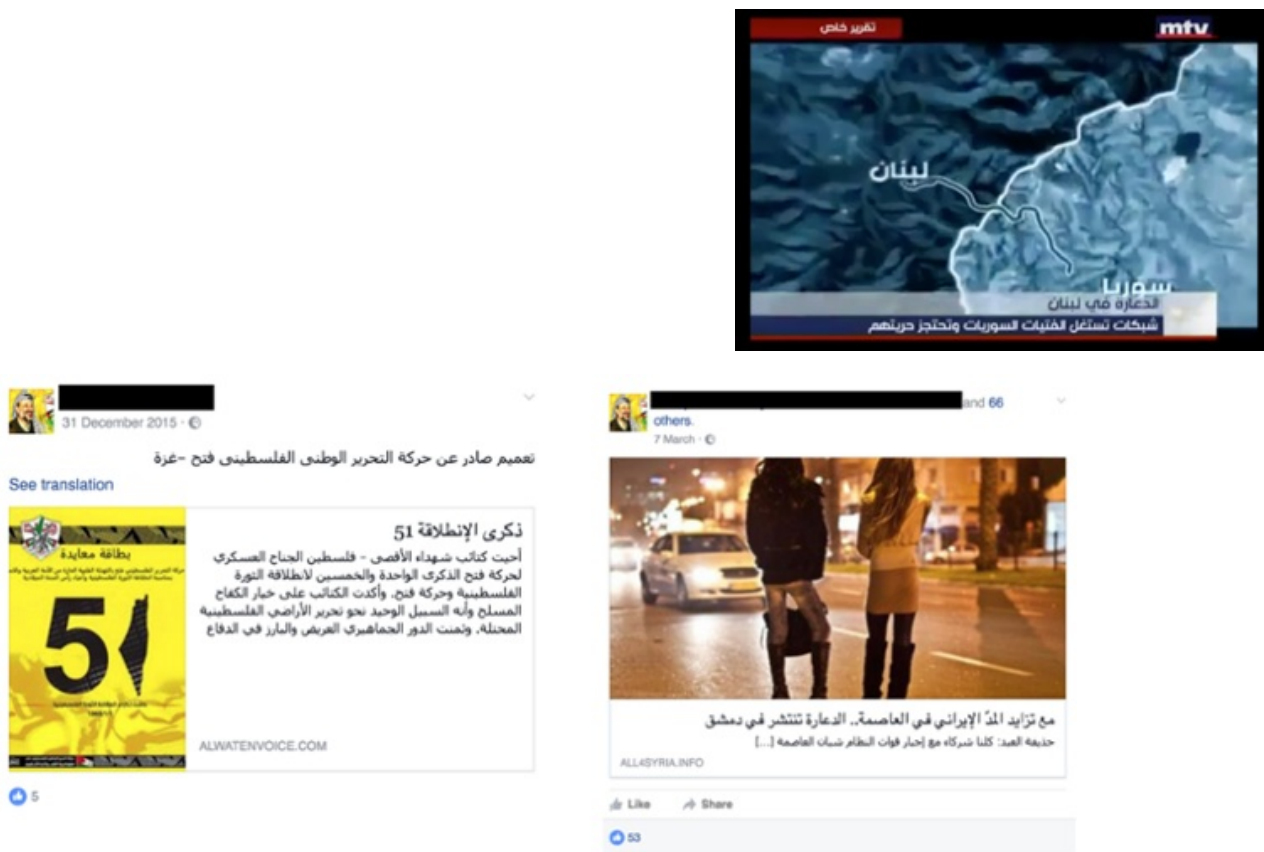 تقرير خاص
mtv
لبنان
سوريا
الدعارة في لبنان
شبكات تستغل الفتيات السوريات وتحتجز حريتهم
31 December 2015
تعميم صادر عن حركة التحرير الوطني الفلسطيني فتح -غزة
See translation
بطاقة معايدة
51
ذكرى الإنطلاقة 51
أحيت كتائب شهداء الأقصى - فلسطين الجناح العسكري
لحركة فتح الذكرى الواحدة والخمسين لانطلاقة الثورة
الفلسطينية وحركة فتح، وأكدت الكتائب على خيار الكفاح
المسلح وأنه السبيل الوحيد نحو تحرير الأراضي الفلسطينية
المحتلة، وثمنت الدور الجماهيري العريض والبارز في الدفاع
ALWATENVOICE.COM
5
and 66
others.
7 March
مع تزايد المدّ الإيراني في العاصمة.. الدعارة تنتشر في دمشق
حذيفة العبد: كلنا شركاء مع إجبار قوات النظام شبان العاصمة [...]
ALL4SYRIA.INFO
Like Share
53